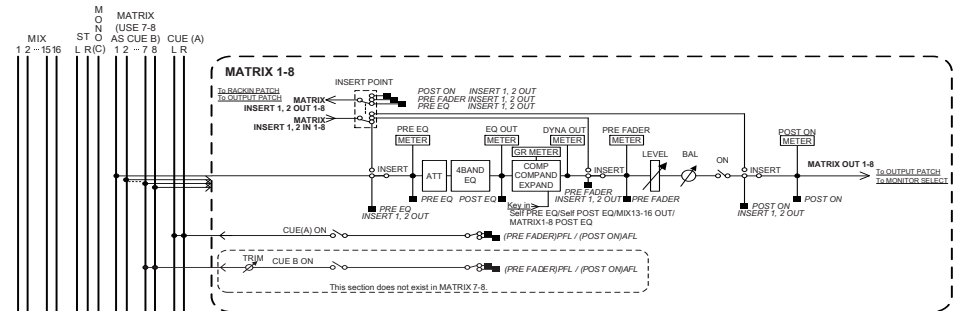 M
O
N
O
MIX
ST
(C)
MATRIX
(USE 7-8
AS CUE B)
CUE (A)
1 2 ··· 15 16
L R
1 2 ··· 7 8
L R
MATRIX 1-8
INSERT POINT
To RACKIN PATCH
To OUTPUT PATCH
MATRIX
INSERT 1, 2 OUT 1-8
MATRIX
INSERT 1, 2 IN 1-8
POST ON INSERT 1, 2 OUT
PRE FADER INSERT 1, 2 OUT
PRE EQ INSERT 1, 2 OUT
PRE EQ
METER
EQ OUT
METER
DYNA OUT
METER
PRE FADER
METER
POST ON
METER
GR METER
INSERT
ATT
4BAND
EQ
COMP
COMPAND
EXPAND
INSERT
LEVEL
BAL
ON
INSERT
MATRIX OUT 1-8
To OUTPUT PATCH
To MONITOR SELECT
PRE EQ
INSERT 1, 2 OUT
PRE EQ
POST EQ
Key in
Self PRE EQ/Self POST EQ/MIX13-16 OUT/
MATRIX1-8 POST EQ
PRE FADER
INSERT 1, 2 OUT
PRE FADER
POST ON
INSERT 1, 2 OUT
POST ON
CUE(A) ON
(PRE FADER)PFL / (POST ON)AFL
TRIM
CUE B ON
(PRE FADER)PFL / (POST ON)AFL
This section does not exist in MATRIX 7-8.